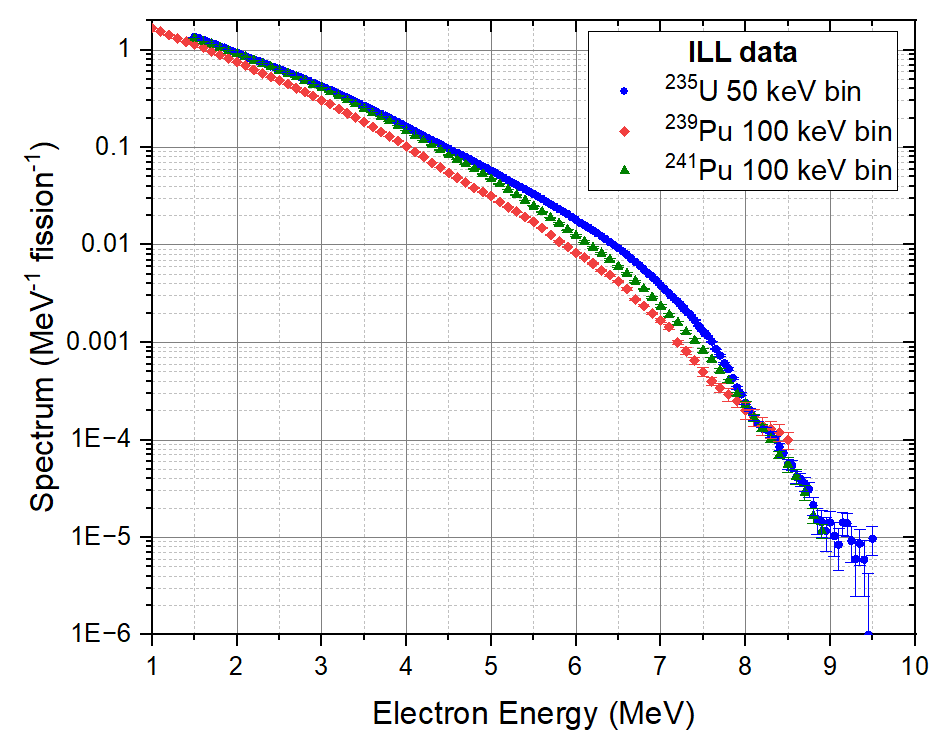 ILL data
²³⁵U 50 keV bin
²³⁹Pu 100 keV bin
²⁴¹Pu 100 keV bin
Spectrum (MeV⁻¹ fission⁻¹)
1
0.1
0.01
0.001
1E−4
1E−5
1E−6
1 2 3 4 5 6 7 8 9 10
Electron Energy (MeV)